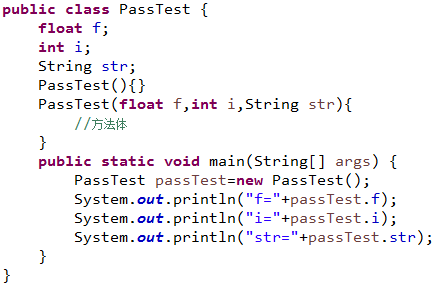 public class PassTest {
    float f;
    int i;
    String str;
    PassTest(){}
    PassTest(float f,int i,String str){
        //方法体
    }
    public static void main(String[] args) {
        PassTest passTest=new PassTest();
        System.out.println("f="+passTest.f);
        System.out.println("i="+passTest.i);
        System.out.println("str="+passTest.str);
    }
}